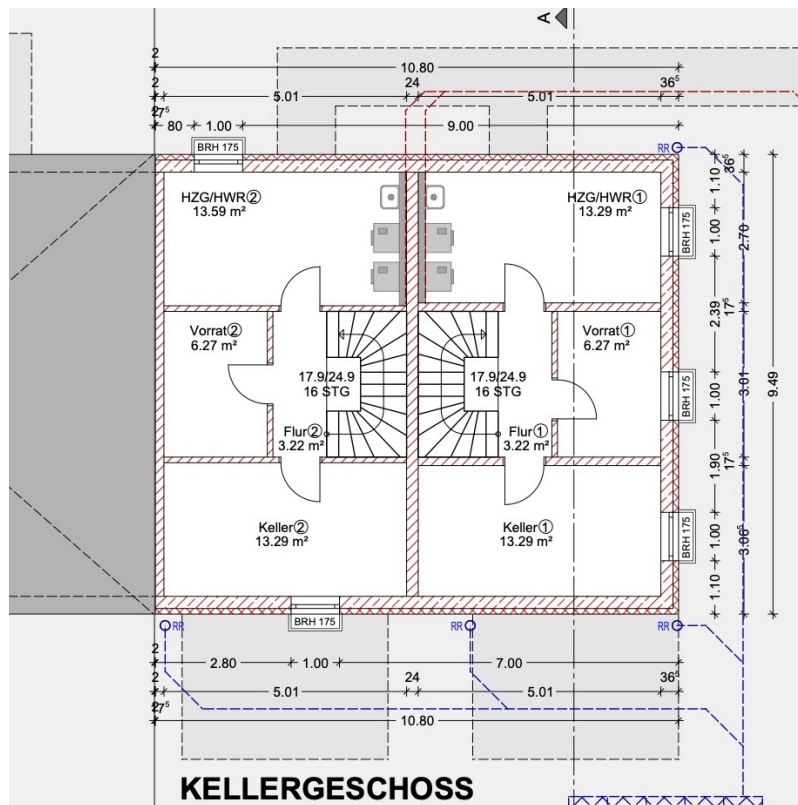 A
2
10.80
2
5.01
24
5.01
36⁵
2
17⁵
80
1.00
9.00
BRH 175
RR
36⁵
1.10
HZG/HWR②
13.59 m²
HZG/HWR①
13.29 m²
1.00
BRH 175
2.70
17⁵
2.39
Vorrat②
6.27 m²
Vorrat①
6.27 m²
17.9/24.9
16 STG
17.9/24.9
16 STG
3.01
9.49
1.00
BRH 175
Flur②
3.22 m²
Flur①
3.22 m²
1.90
17⁵
Keller②
13.29 m²
Keller①
13.29 m²
1.00
BRH 175
3.06⁵
1.10
BRH 175
RR
RR
RR
2
2.80
1.00
7.00
2
5.01
24
5.01
36⁵
2
17⁵
10.80
KELLERGESCHOSS